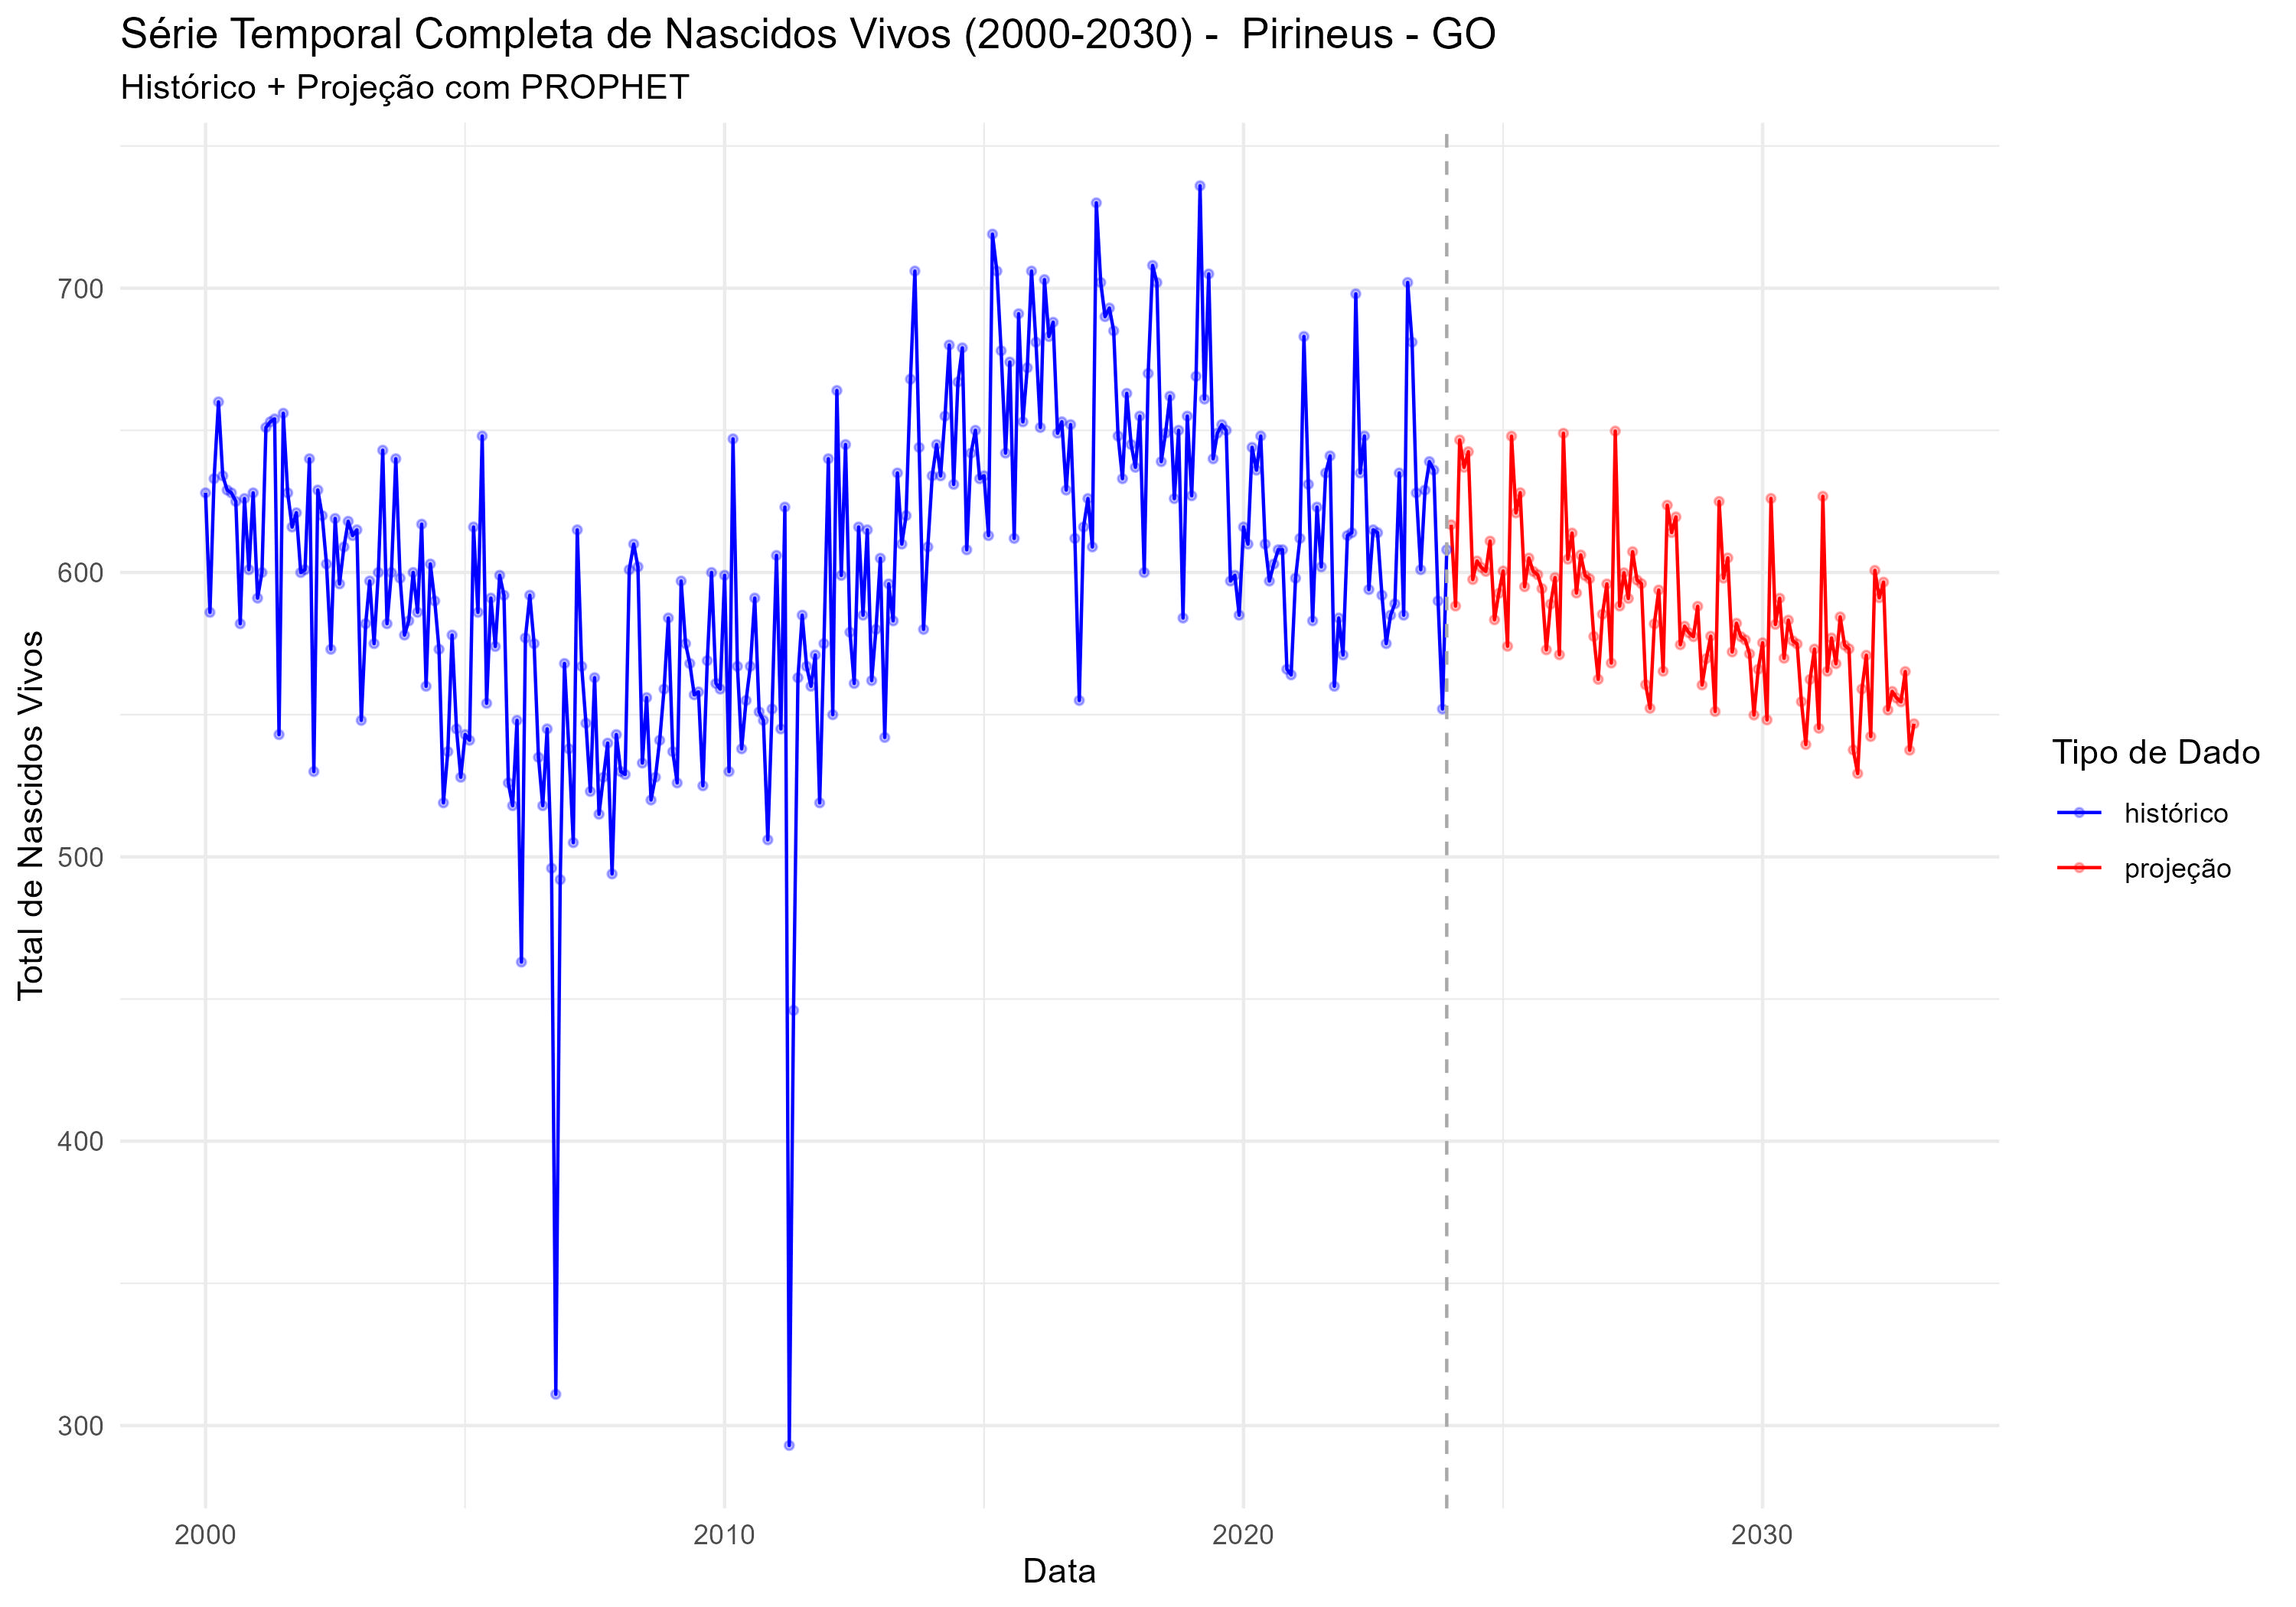 Série Temporal Completa de Nascidos Vivos (2000-2030) -  Pirineus - GO
Histórico + Projeção com PROPHET
Total de Nascidos Vivos
700
600
500
400
300
2000
2010
2020
2030
Data
Tipo de Dado
histórico
projeção